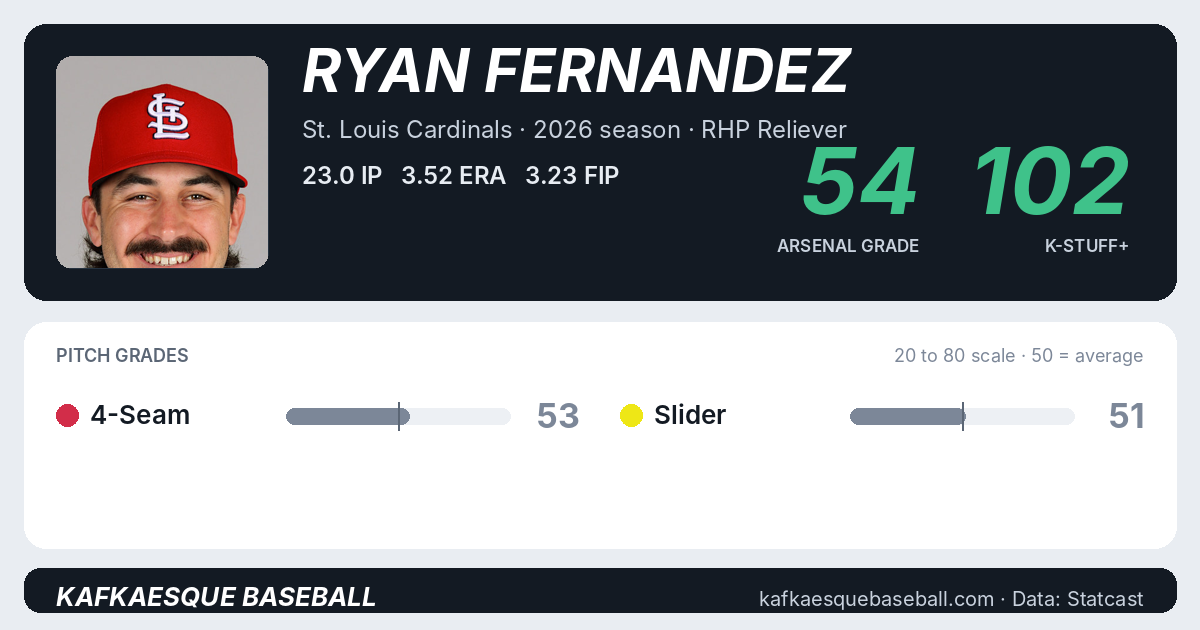 RYAN FERNANDEZ
St. Louis Cardinals · 2026 season · RHP Reliever
23.0 IP 3.52 ERA 3.23 FIP
54 102
ARSENAL GRADE K-STUFF+
PITCH GRADES 20 to 80 scale · 50 = average
4-Seam 53 Slider 51
KAFKAESQUE BASEBALL kafkaesquebaseball.com · Data: Statcast